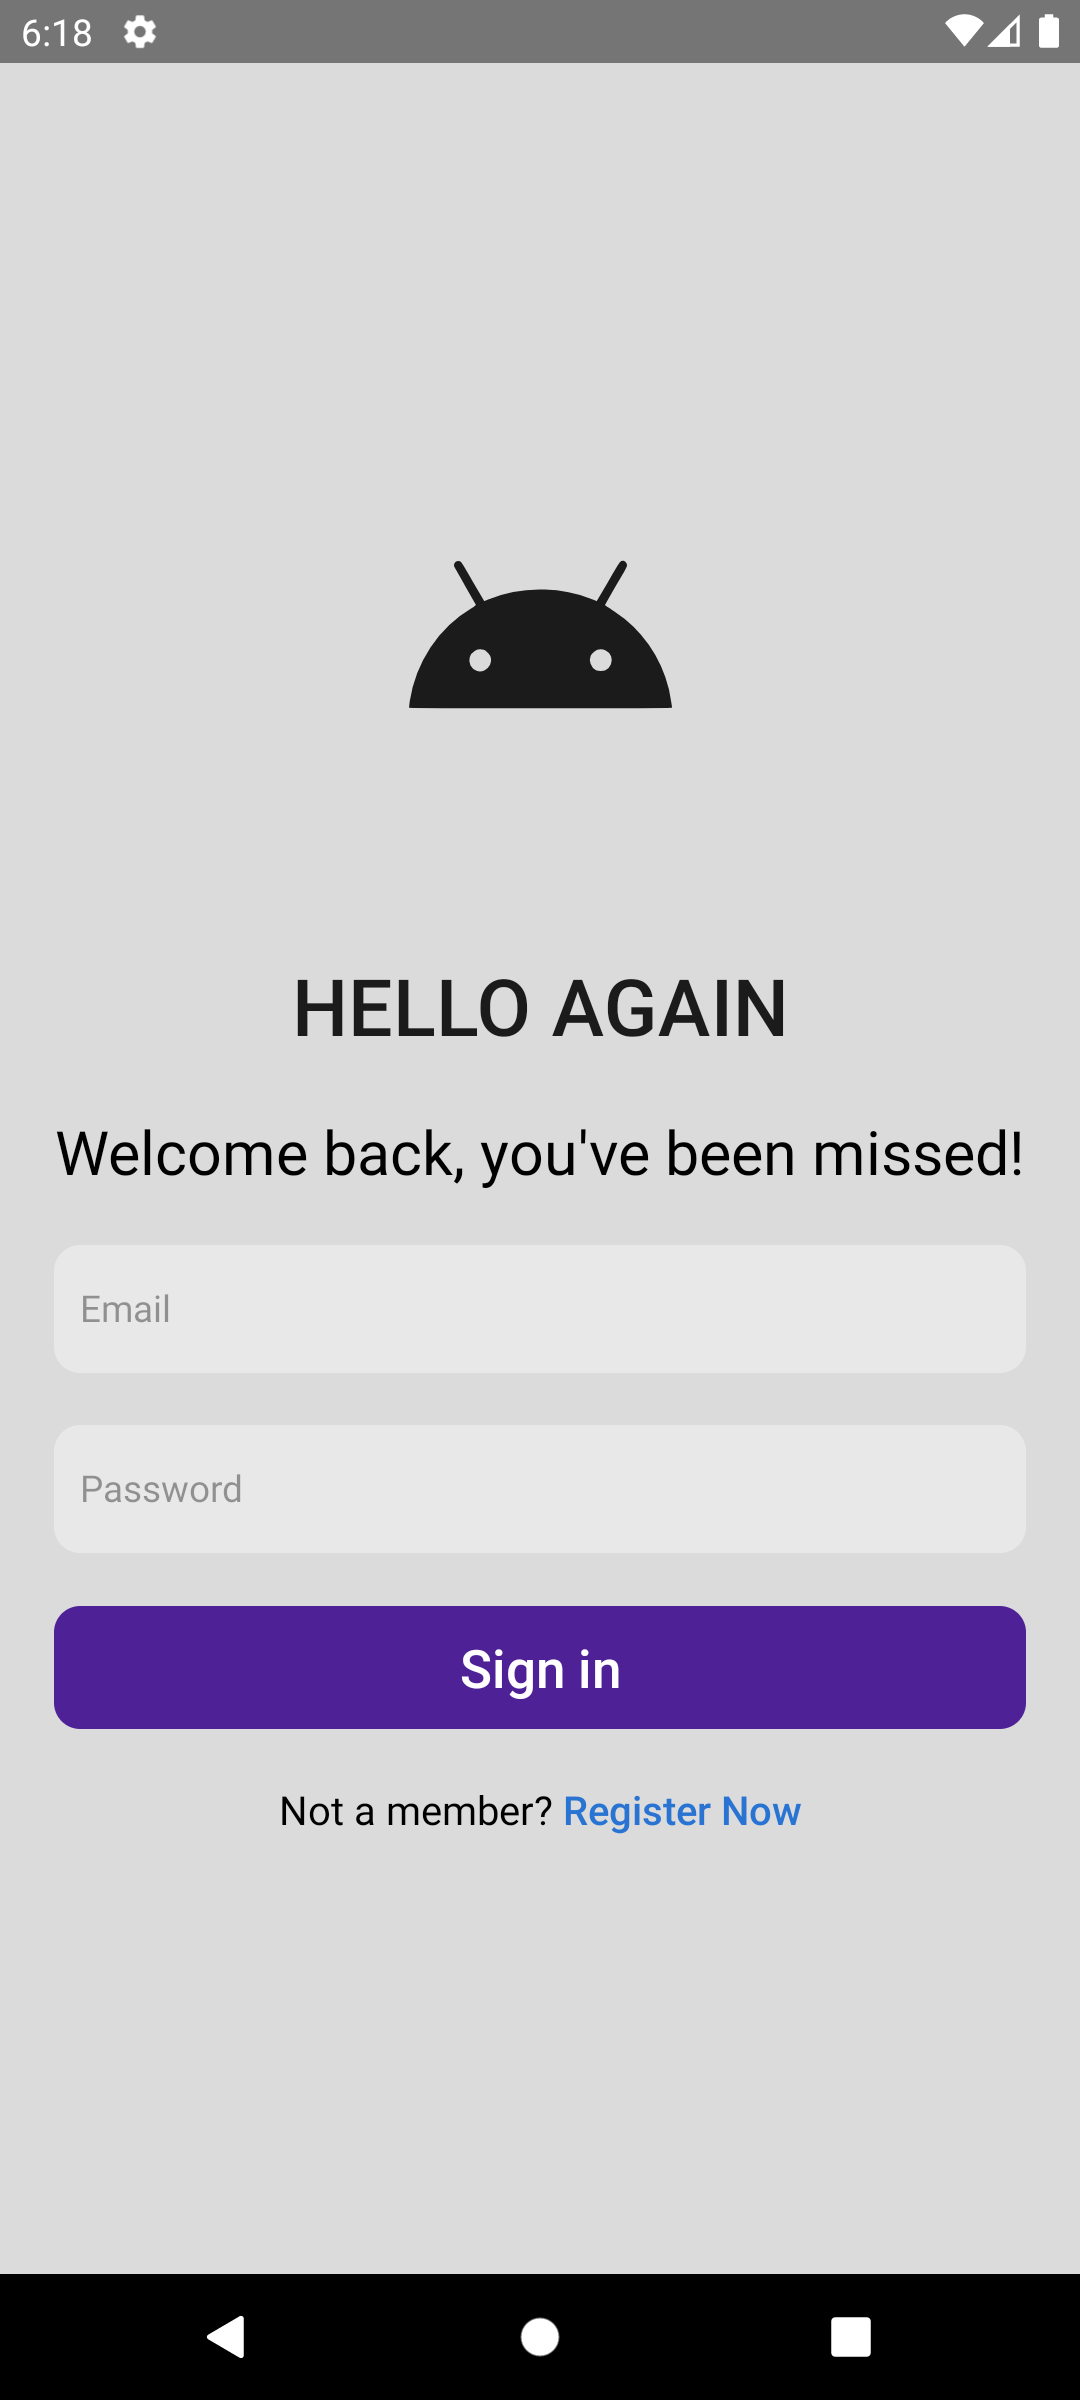 6:18
HELLO AGAIN
Welcome back, you've been missed!
Email
Password
Sign in
Not a member? Register Now